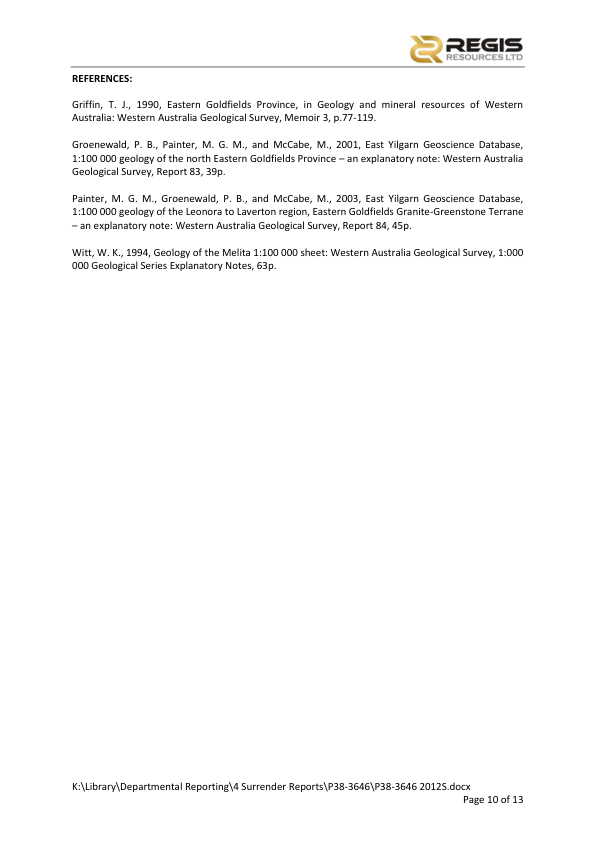 REGIS
RESOURCES LTD
REFERENCES:
Griffin, T. J., 1990, Eastern Goldfields Province, in Geology and mineral resources of Western
Australia: Western Australia Geological Survey, Memoir 3, p.77-119.
Groenewald, P. B., Painter, M. G. M., and McCabe, M., 2001, East Yilgarn Geoscience Database,
1:100 000 geology of the north Eastern Goldfields Province – an explanatory note: Western Australia
Geological Survey, Report 83, 39p.
Painter, M. G. M., Groenewald, P. B., and McCabe, M., 2003, East Yilgarn Geoscience Database,
1:100 000 geology of the Leonora to Laverton region, Eastern Goldfields Granite-Greenstone Terrane
– an explanatory note: Western Australia Geological Survey, Report 84, 45p.
Witt, W. K., 1994, Geology of the Melita 1:100 000 sheet: Western Australia Geological Survey, 1:000
000 Geological Series Explanatory Notes, 63p.
K:\Library\Departmental Reporting\4 Surrender Reports\P38-3646\P38-3646 2012S.docx
Page 10 of 13